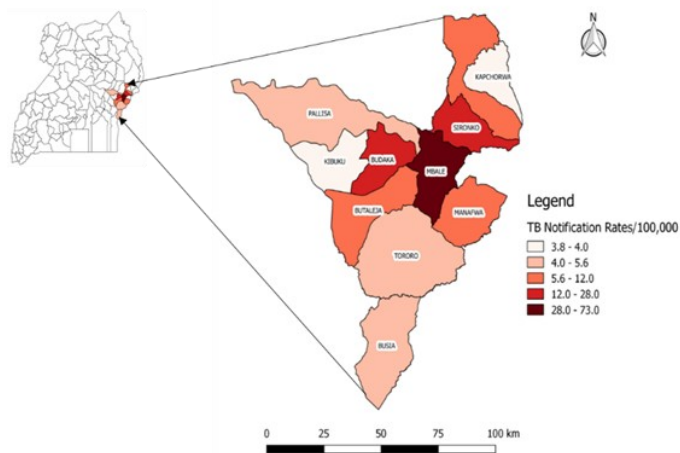 N
KAPCHORWA
PALLISA
SIRONKO
KIBUKU
BUDAKA
MBALE
BUTALEJA
MANAFWA
TORORO
BUSIA
Legend
TB Notification Rates/100,000
3.8 - 4.0
4.0 - 5.6
5.6 - 12.0
12.0 - 28.0
28.0 - 73.0
0 25 50 75 100 km